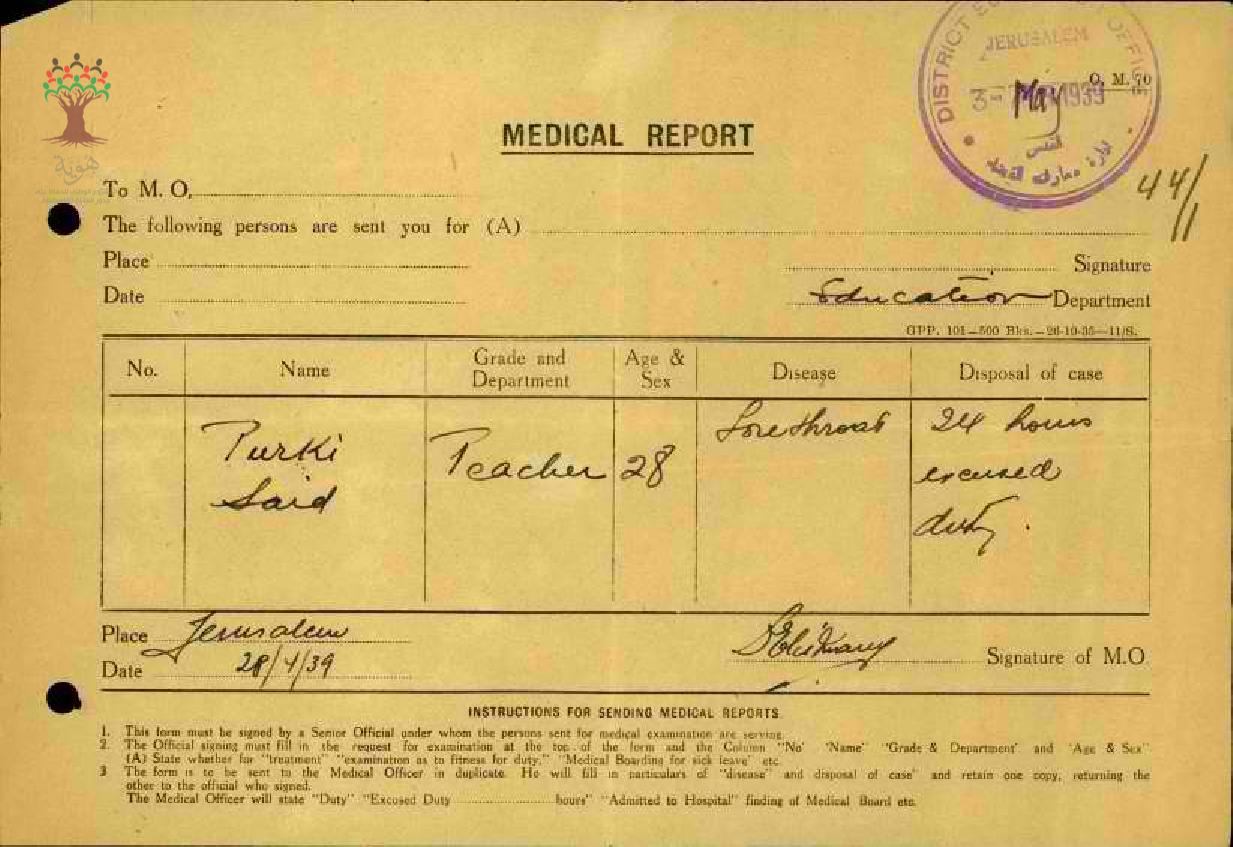 DISTRICT EDUCATION OFFICE
JERUSALEM
O. M. 70
3- May 1939
القدس
MEDICAL REPORT
هوية
44/1
To M. O,
The following persons are sent you for (A)
Place
Signature
Date
Education Department
GPP. 101—500 Bks.—26-10-35—11/S.
No. Name Grade and Department Age & Sex Disease Disposal of case
Turki Said Teacher 28 Sore throat 24 hours excused duty.
Place Jerusalem
Signature of M.O.
Date 28/4/39
INSTRUCTIONS FOR SENDING MEDICAL REPORTS
1. This form must be signed by a Senior Official under whom the persons sent for medical examination are serving.
2. The Official signing must fill in the request for examination at the top of the form and the Column "No" "Name" "Grade & Department" and "Age & Sex"
(A) State whether for "treatment" "examination as to fitness for duty," "Medical Boarding for sick leave" etc.
3 The form is to be sent to the Medical Officer in duplicate. He will fill in particulars of "disease" and disposal of case" and retain one copy, returning the
other to the official who signed.
The Medical Officer will state "Duty" "Excused Duty ........ hours" "Admitted to Hospital" finding of Medical Board etc.